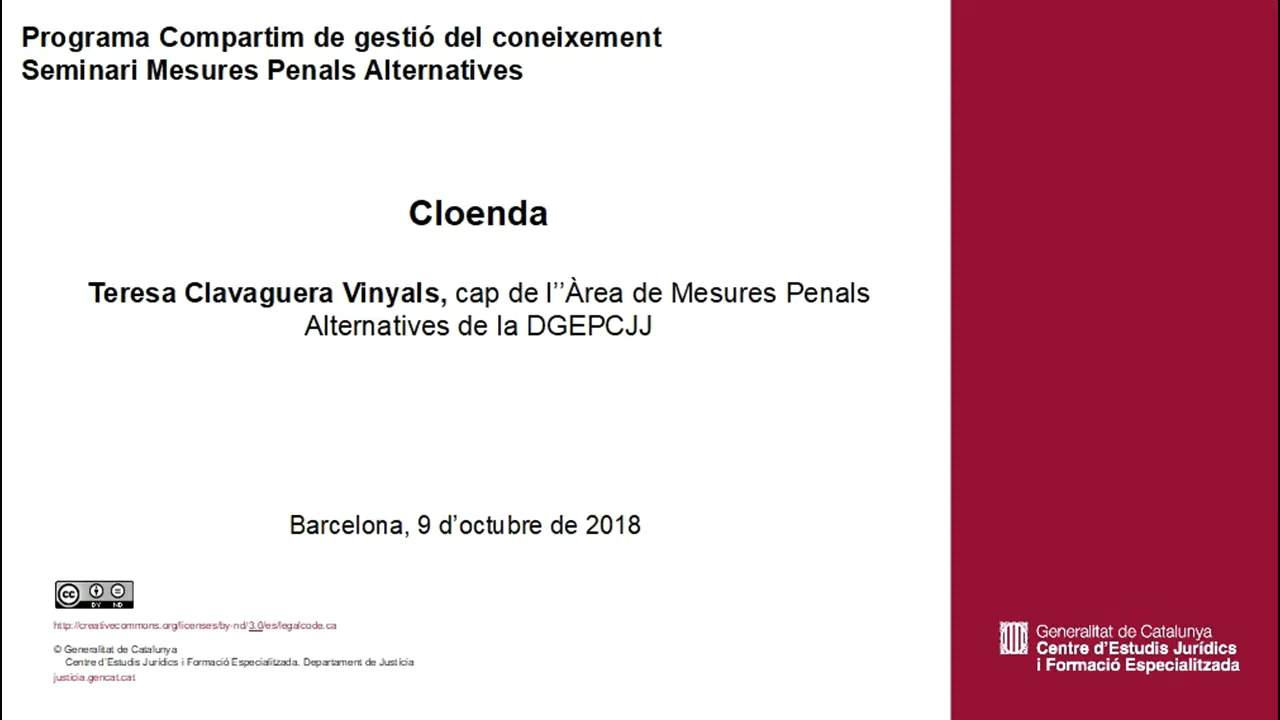 Programa Compartim de gestió del coneixement
Seminari Mesures Penals Alternatives
Cloenda
Teresa Clavaguera Vinyals, cap de l’’Àrea de Mesures Penals
Alternatives de la DGEPCJJ
Barcelona, 9 d’octubre de 2018
cc
BY ND
http://creativecommons.org/licenses/by-nd/3.0/es/legalcode.ca
© Generalitat de Catalunya
Centre d’Estudis Jurídics i Formació Especialitzada. Departament de Justícia
justicia.gencat.cat
Generalitat de Catalunya
Centre d’Estudis Jurídics
i Formació Especialitzada